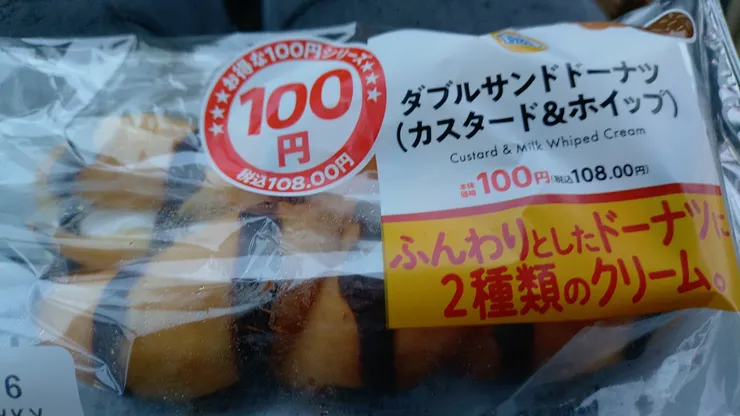 お得な100円シリーズ
100
円
税込108.00円
ダブルサンドドーナツ
(カスタード&ホイップ)
Custard & Milk Whiped Cream
本体価格 100円(税込108.00円)
ふんわりとしたドーナツに
2種類のクリーム。
6